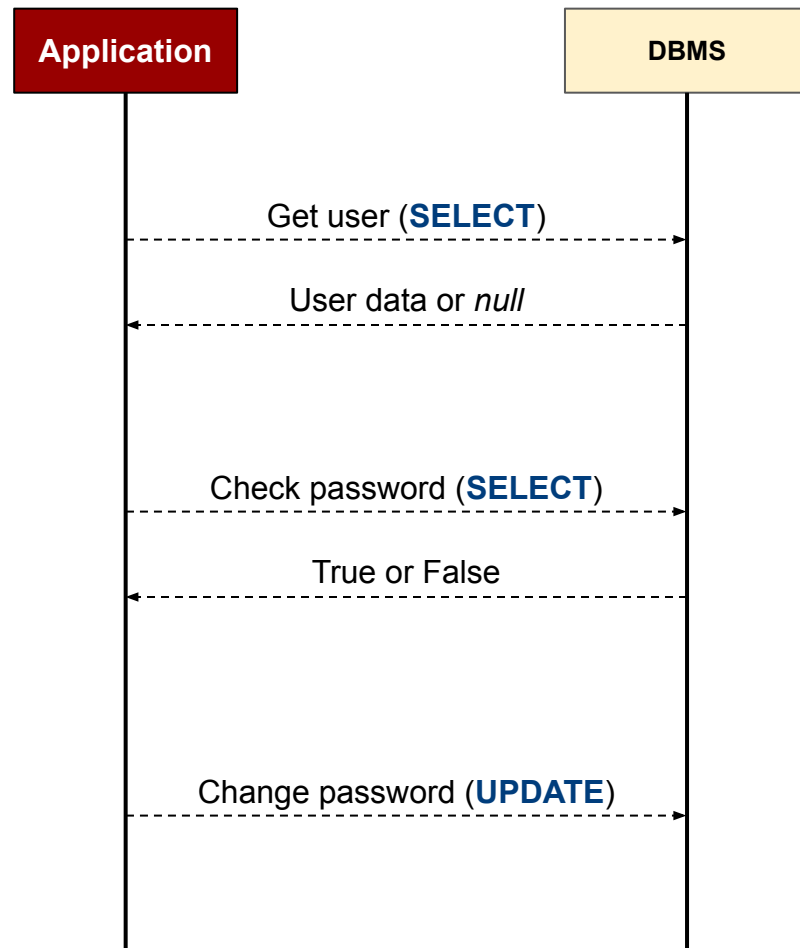 Application
DBMS
Get user (SELECT)
User data or null
Check password (SELECT)
True or False
Change password (UPDATE)